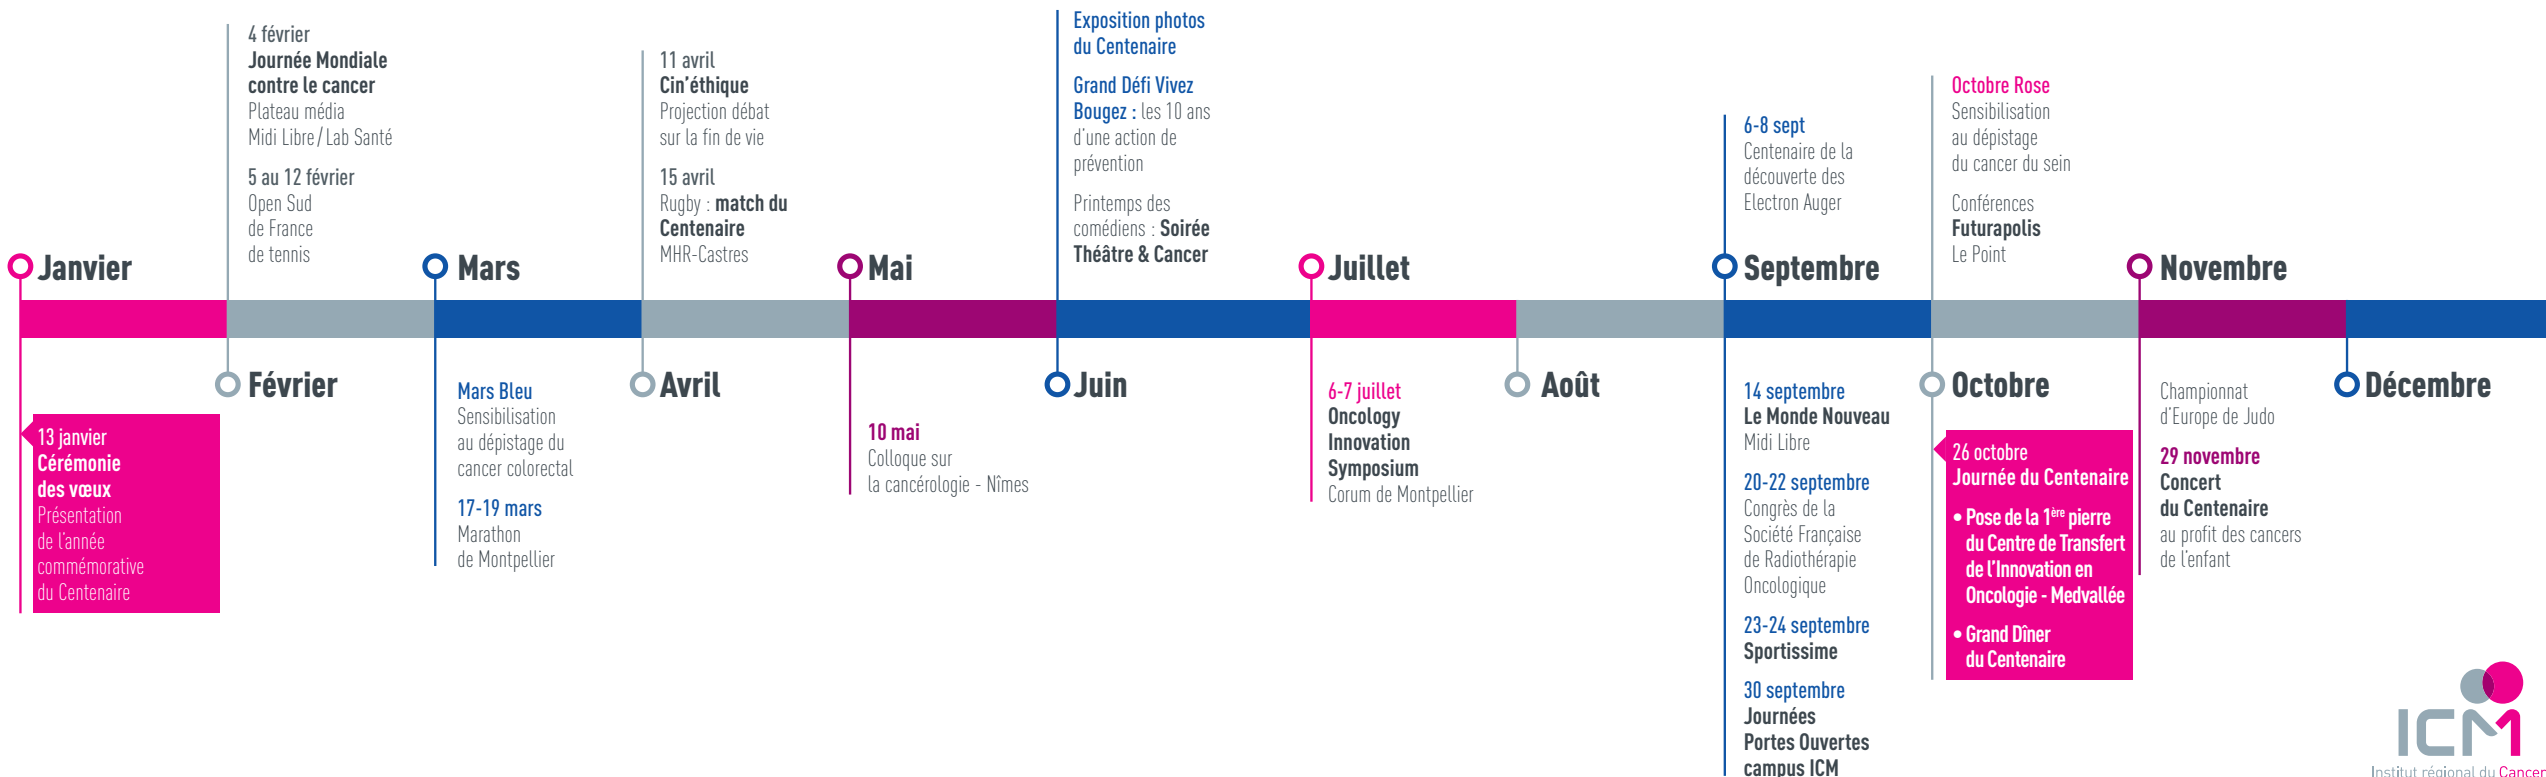 Janvier
13 janvier
Cérémonie
des vœux
Présentation
de l'année
commémorative
du Centenaire
4 février
Journée Mondiale
contre le cancer
Plateau média
Midi Libre / Lab Santé
5 au 12 février
Open Sud
de France
de tennis
Février
Mars
Mars Bleu
Sensibilisation
au dépistage du
cancer colorectal
17-19 mars
Marathon
de Montpellier
11 avril
Cin'éthique
Projection débat
sur la fin de vie
15 avril
Rugby : match du
Centenaire
MHR-Castres
Avril
Mai
10 mai
Colloque sur
la cancérologie - Nîmes
Exposition photos
du Centenaire
Grand Défi Vivez
Bougez : les 10 ans
d'une action de
prévention
Printemps des
comédiens : Soirée
Théâtre & Cancer
Juin
Juillet
6-7 juillet
Oncology
Innovation
Symposium
Corum de Montpellier
Août
6-8 sept
Centenaire de la
découverte des
Electron Auger
Septembre
14 septembre
Le Monde Nouveau
Midi Libre
20-22 septembre
Congrès de la
Société Française
de Radiothérapie
Oncologique
23-24 septembre
Sportissime
30 septembre
Journées
Portes Ouvertes
campus ICM
Octobre Rose
Sensibilisation
au dépistage
du cancer du sein
Conférences
Futurapolis
Le Point
Octobre
26 octobre
Journée du Centenaire
• Pose de la 1ère pierre
du Centre de Transfert
de l'Innovation en
Oncologie - Medvallée
• Grand Dîner
du Centenaire
Novembre
Championnat
d'Europe de Judo
29 novembre
Concert
du Centenaire
au profit des cancers
de l'enfant
Décembre
ICM
Institut régional du Cancer